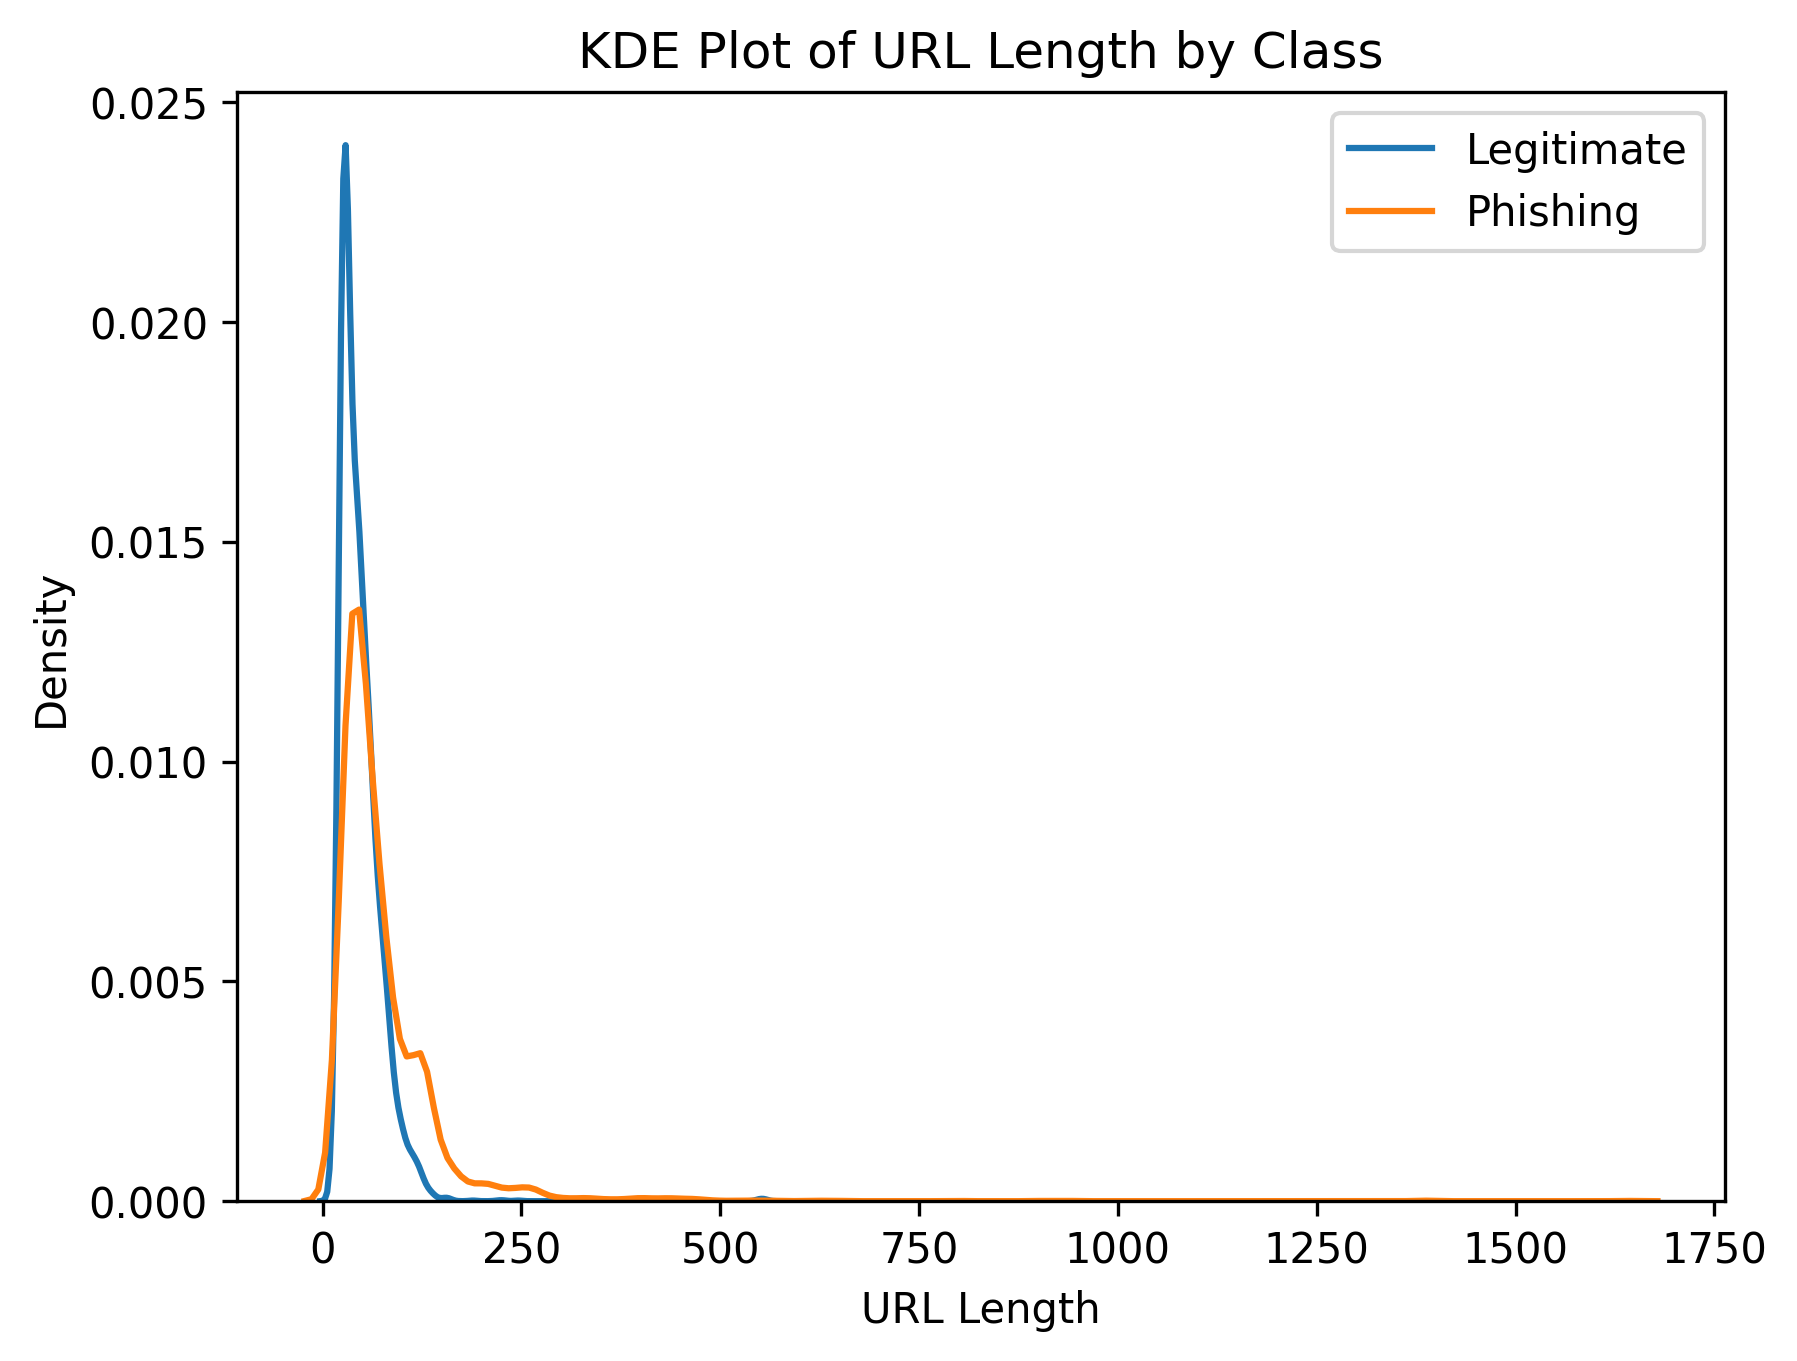 KDE Plot of URL Length by Class
Legitimate
Phishing
0.025
0.020
0.015
0.010
0.005
0.000
Density
0 250 500 750 1000 1250 1500 1750
URL Length